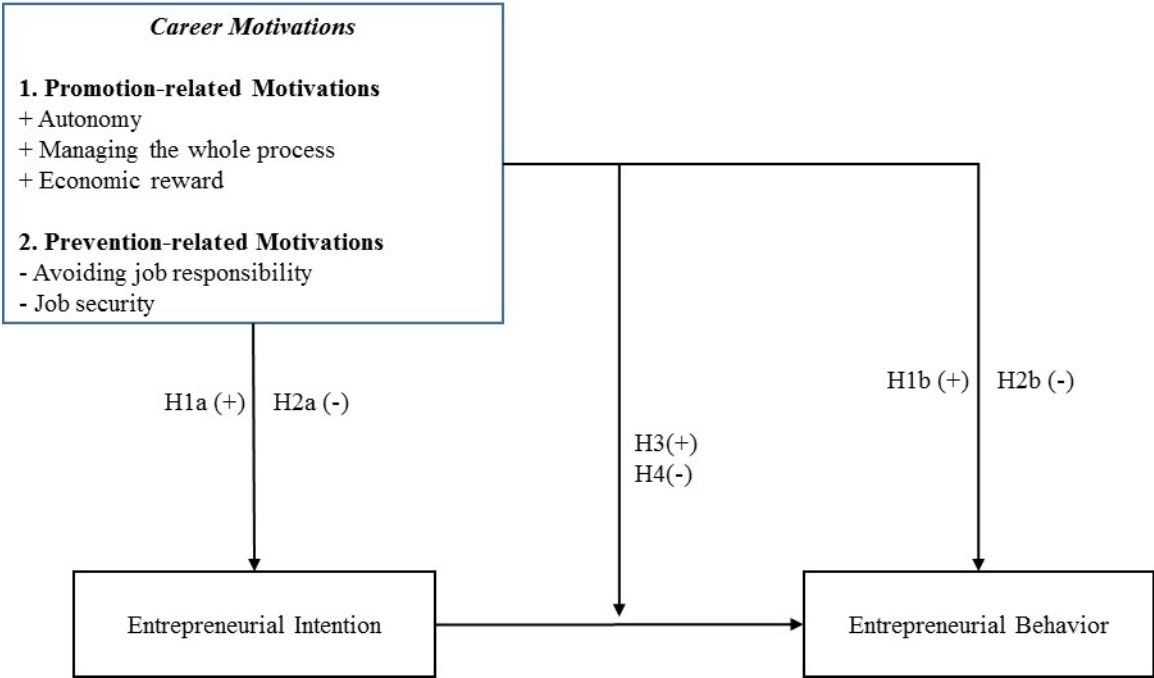 Career Motivations
1. Promotion-related Motivations
+ Autonomy
+ Managing the whole process
+ Economic reward
2. Prevention-related Motivations
- Avoiding job responsibility
- Job security
H1a (+) H2a (-)
H1b (+) H2b (-)
H3(+)
H4(-)
Entrepreneurial Intention
Entrepreneurial Behavior